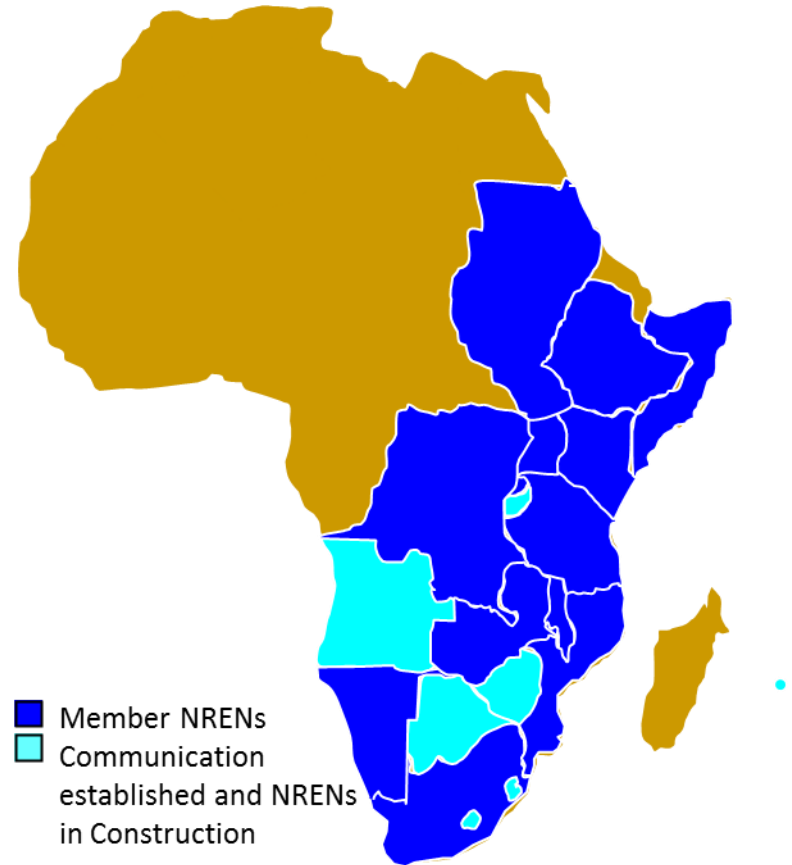 Member NRENs
Communication
established and NRENs
in Construction